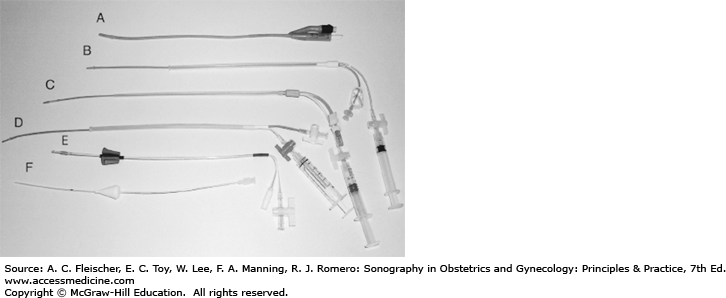 A
B
C
D
E
F
Source: A. C. Fleischer, E. C. Toy, W. Lee, F. A. Manning, R. J. Romero: Sonography in Obstetrics and Gynecology: Principles & Practice, 7th Ed.
www.accessmedicine.com
Copyright © McGraw-Hill Education.  All rights reserved.